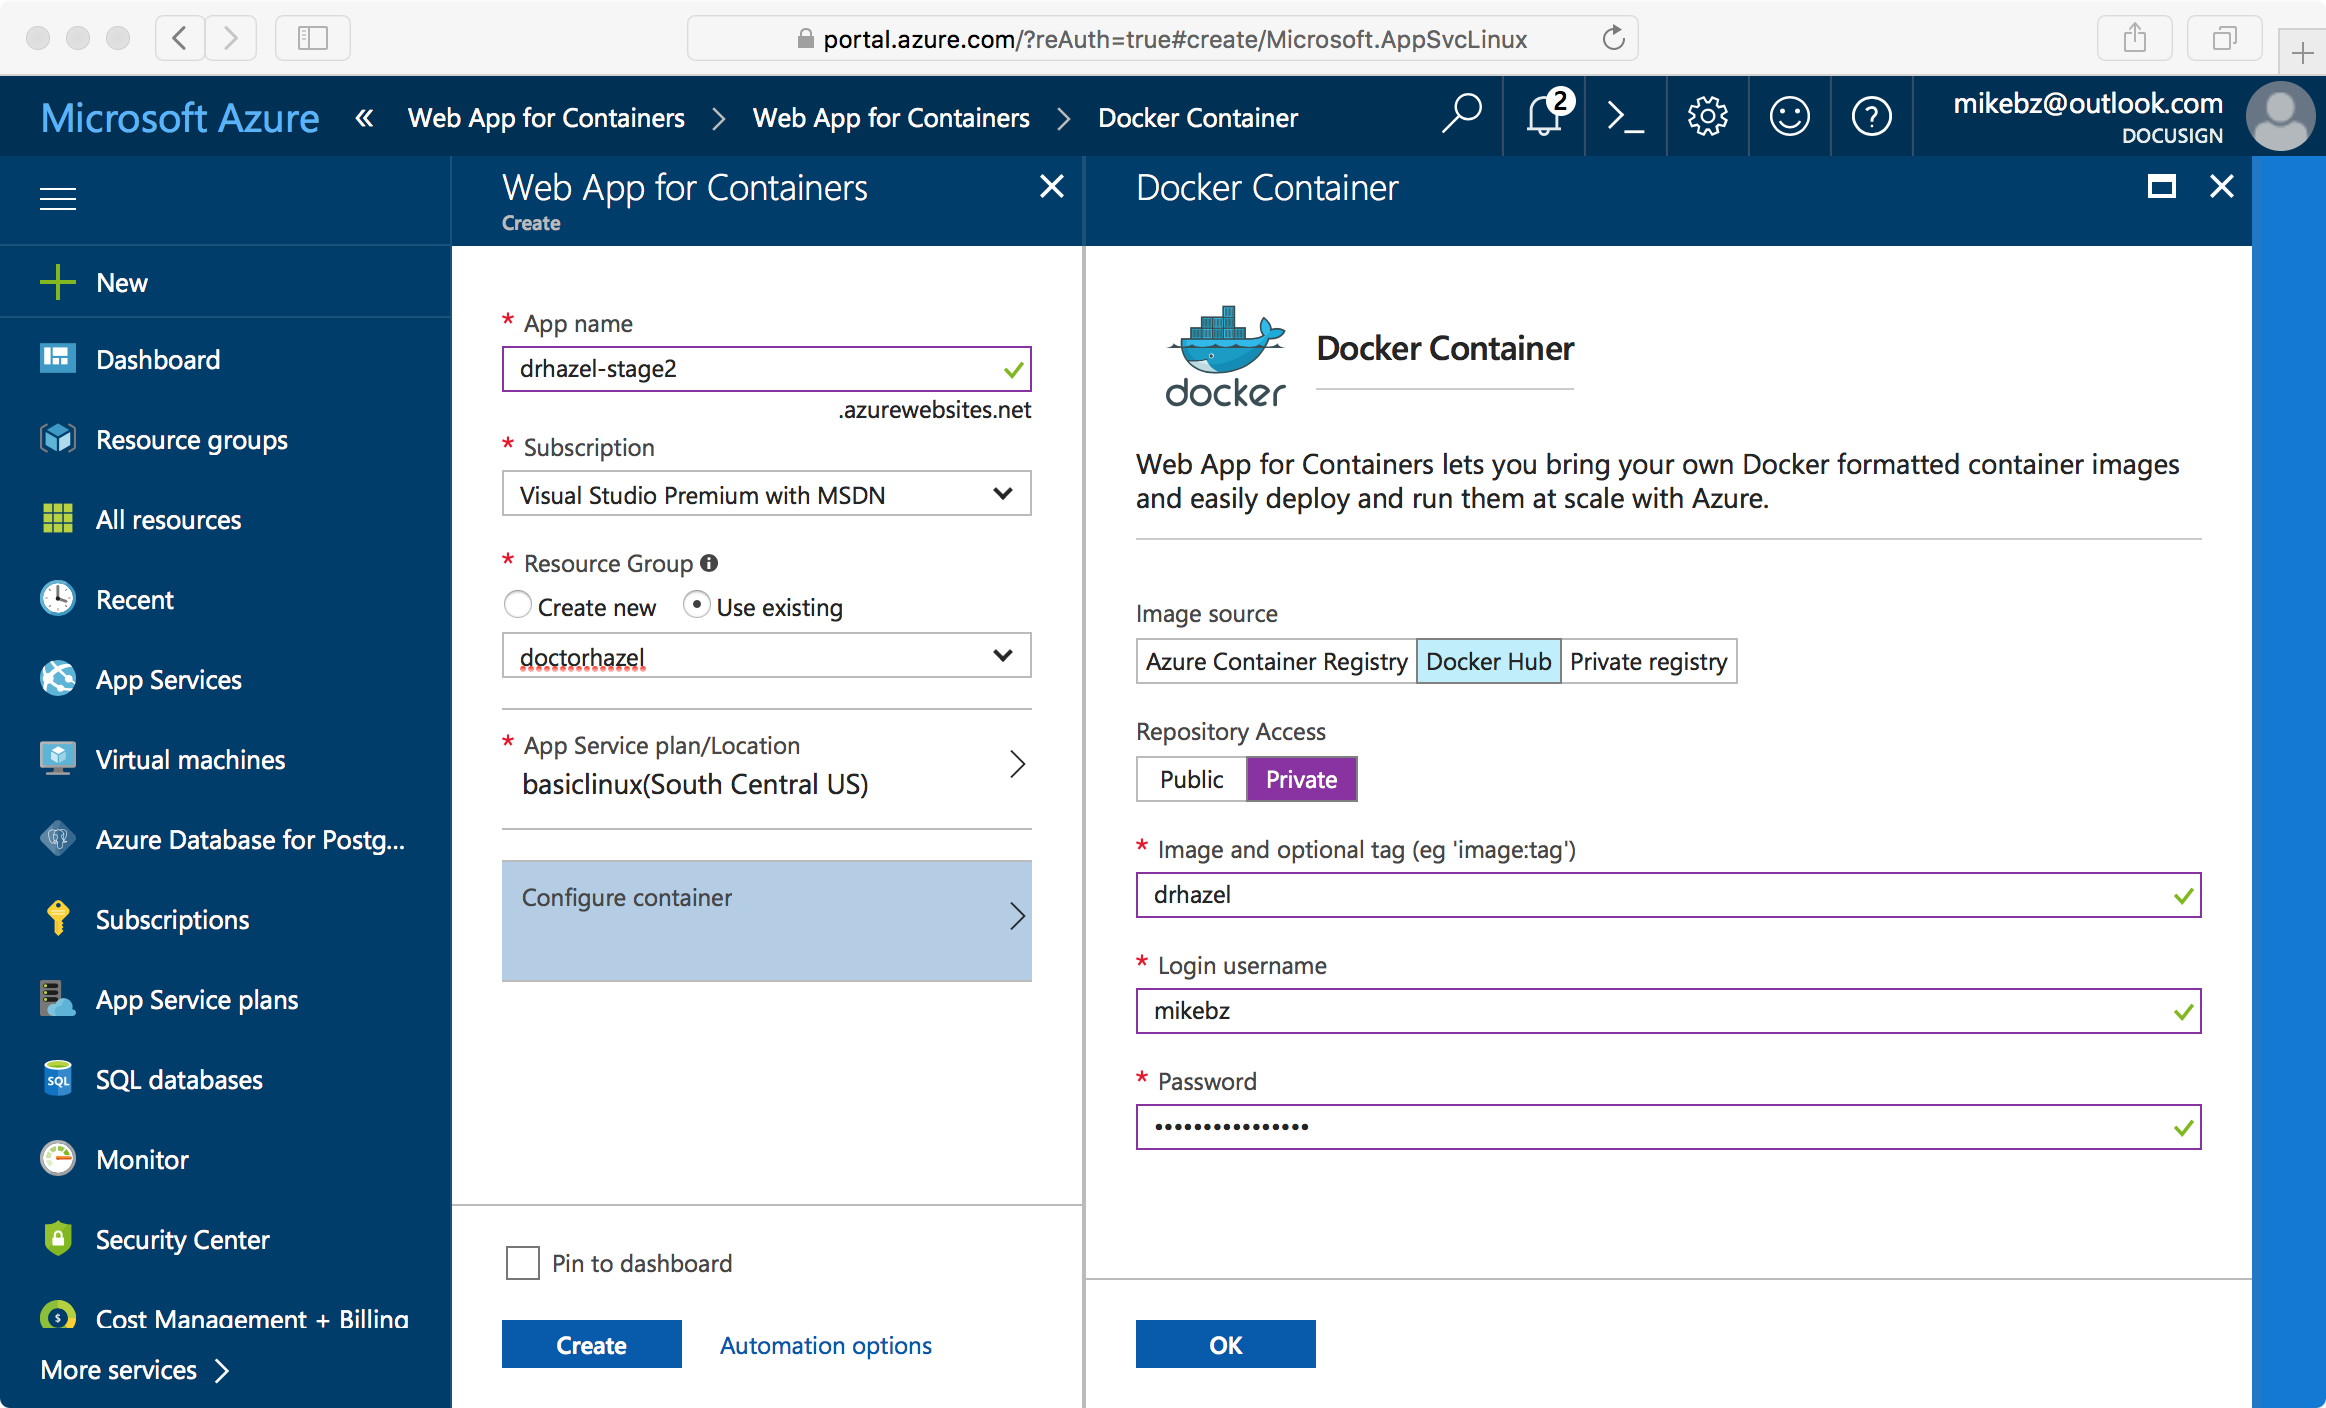 portal.azure.com/?reAuth=true#create/Microsoft.AppSvcLinux
Microsoft Azure « Web App for Containers > Web App for Containers > Docker Container
2
mikebz@outlook.com
DOCUSIGN
New
Dashboard
Resource groups
All resources
Recent
App Services
Virtual machines
Azure Database for Postg...
Subscriptions
App Service plans
SQL
SQL databases
Monitor
Security Center
Cost Management + Billing
More services >
Web App for Containers
Create
* App name
drhazel-stage2
.azurewebsites.net
* Subscription
Visual Studio Premium with MSDN
* Resource Group
Create new Use existing
doctorhazel
* App Service plan/Location
basiclinux(South Central US)
Configure container
Pin to dashboard
Create Automation options
Docker Container
docker
Docker Container
Web App for Containers lets you bring your own Docker formatted container images
and easily deploy and run them at scale with Azure.
Image source
Azure Container Registry Docker Hub Private registry
Repository Access
Public Private
* Image and optional tag (eg 'image:tag')
drhazel
* Login username
mikebz
* Password
••••••••••••••••
OK